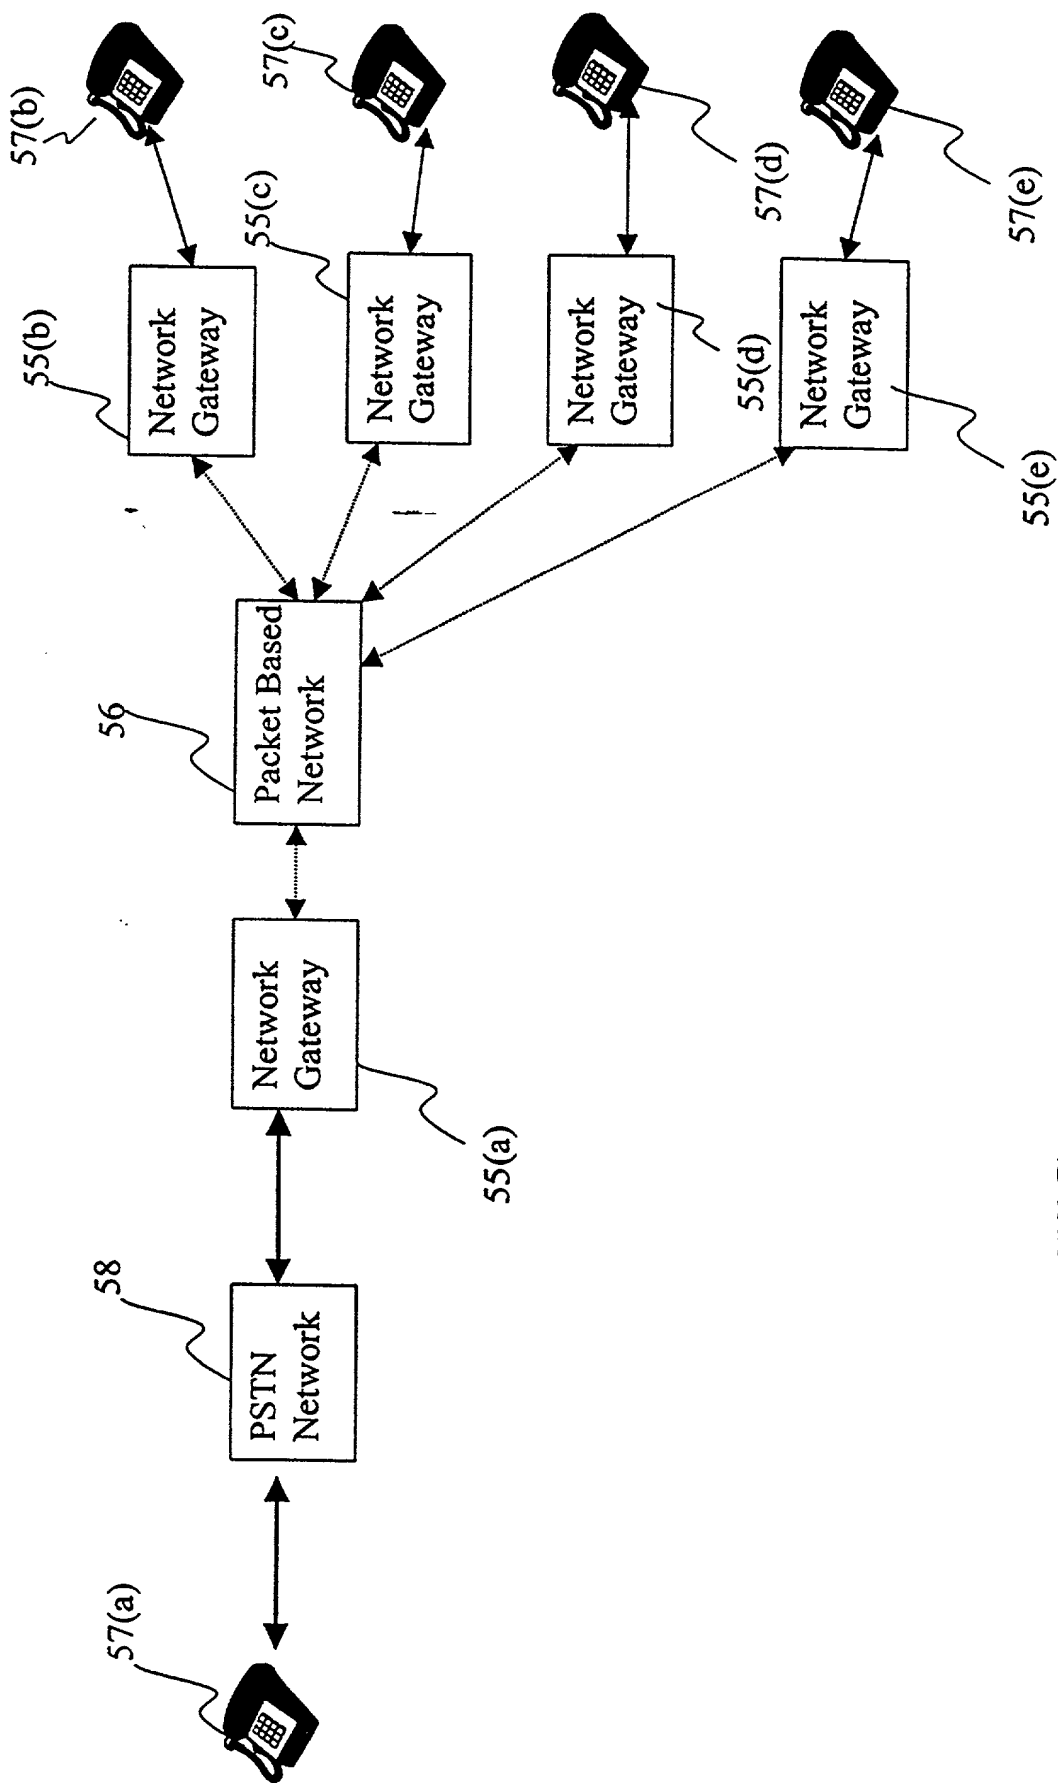 57(a)
58
PSTN
Network
Network
Gateway
55(a)
56
Packet Based
Network
55(b)
Network
Gateway
57(b)
55(c)
Network
Gateway
57(c)
Network
Gateway
55(d)
57(d)
Network
Gateway
55(e)
57(e)